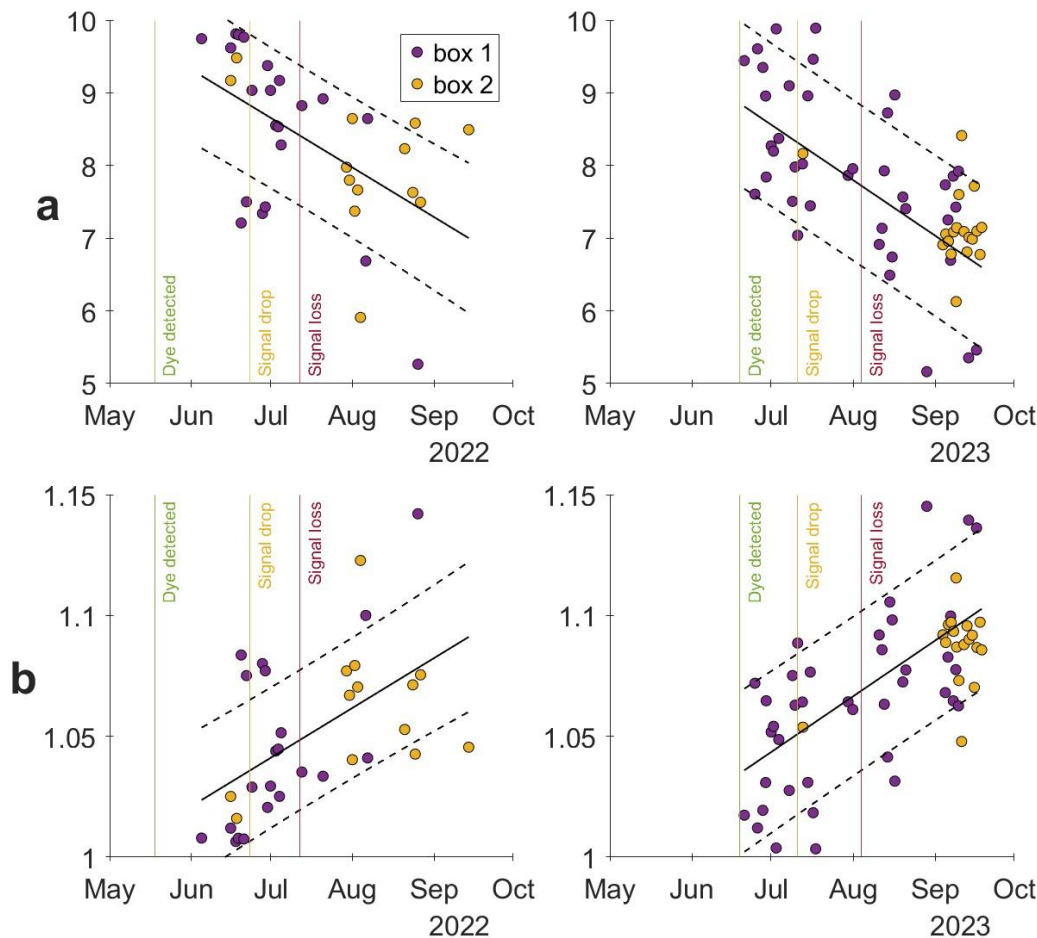 a
10
9
8
7
6
5
May Jun Jul Aug Sep Oct
2022
Dye detected
Signal drop
Signal loss
box 1
box 2
10
9
8
7
6
5
Jul Aug Sep Oct
2023
Dye detected
Signal drop
Signal loss
b
1.15
1.1
1.05
1
May Jun Jul Aug Sep Oct
2022
Dye detected
Signal drop
Signal loss
1.15
1.1
1.05
1
May Jun Jul Aug Sep Oct
2023
Dye detected
Signal drop
Signal loss